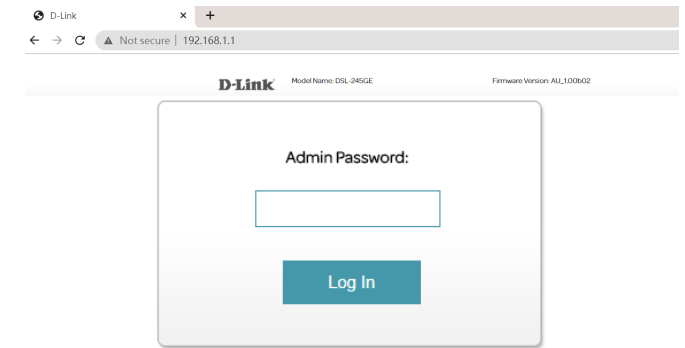 D-Link
Not secure | 192.168.1.1
D-Link Model Name: DSL-245GE Firmware Version: AU_1.00b02
Admin Password:
Log In